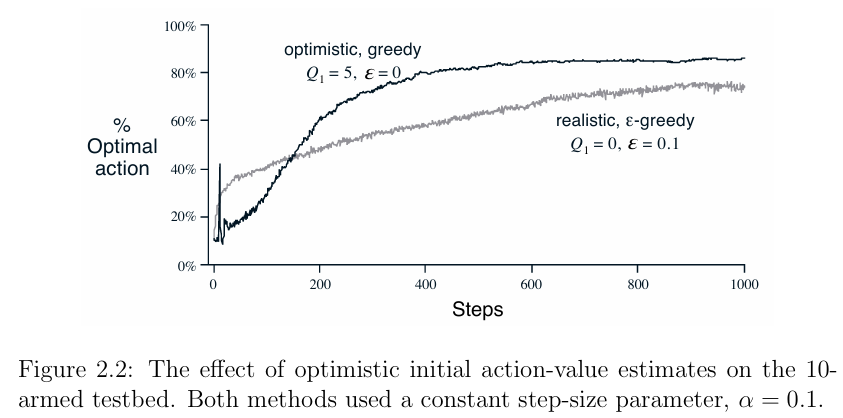 100%
80%
60%
40%
20%
0%
%
Optimal
action
optimistic, greedy
Q₁ = 5, ε = 0
realistic, ε-greedy
Q₁ = 0, ε = 0.1
0 200 400 600 800 1000
Steps
Figure 2.2: The effect of optimistic initial action-value estimates on the 10-
armed testbed. Both methods used a constant step-size parameter, α = 0.1.